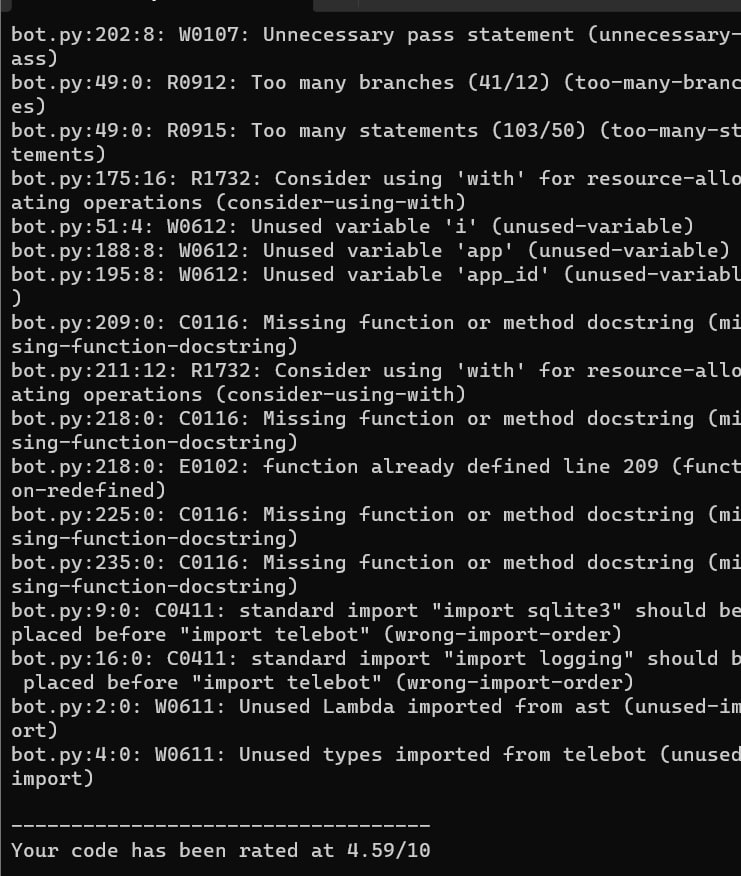 bot.py:202:8: W0107: Unnecessary pass statement (unnecessary-
ass)
bot.py:49:0: R0912: Too many branches (41/12) (too-many-branc
es)
bot.py:49:0: R0915: Too many statements (103/50) (too-many-st
tements)
bot.py:175:16: R1732: Consider using 'with' for resource-allo
ating operations (consider-using-with)
bot.py:51:4: W0612: Unused variable 'i' (unused-variable)
bot.py:188:8: W0612: Unused variable 'app' (unused-variable)
bot.py:195:8: W0612: Unused variable 'app_id' (unused-variabl
)
bot.py:209:0: C0116: Missing function or method docstring (mi
sing-function-docstring)
bot.py:211:12: R1732: Consider using 'with' for resource-allo
ating operations (consider-using-with)
bot.py:218:0: C0116: Missing function or method docstring (mi
sing-function-docstring)
bot.py:218:0: E0102: function already defined line 209 (funct
on-redefined)
bot.py:225:0: C0116: Missing function or method docstring (mi
sing-function-docstring)
bot.py:235:0: C0116: Missing function or method docstring (mi
sing-function-docstring)
bot.py:9:0: C0411: standard import "import sqlite3" should be
placed before "import telebot" (wrong-import-order)
bot.py:16:0: C0411: standard import "import logging" should b
 placed before "import telebot" (wrong-import-order)
bot.py:2:0: W0611: Unused Lambda imported from ast (unused-im
ort)
bot.py:4:0: W0611: Unused types imported from telebot (unused
import)
-----------------------------------
Your code has been rated at 4.59/10